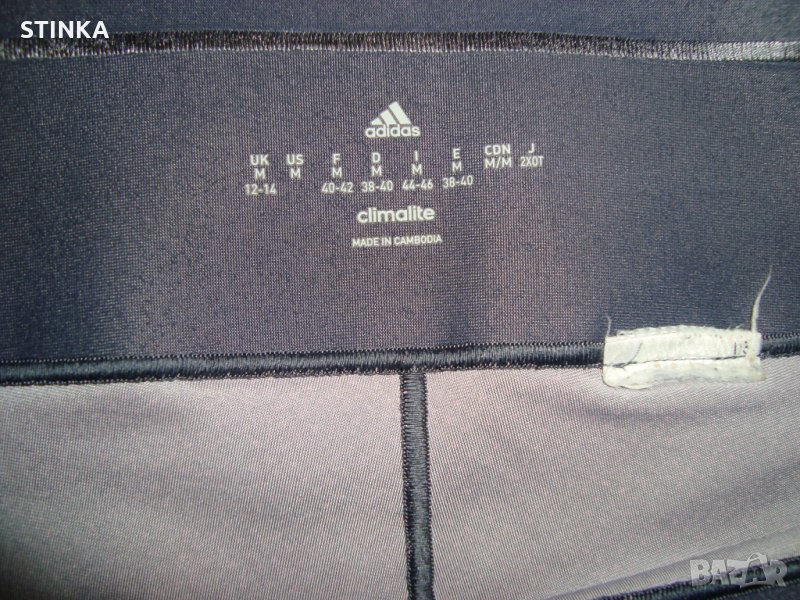 STINKA
adidas
UK US F D I E CDN J
M M M M M M M/M 2XOT
12-14 40-42 38-40 44-46 38-40
climalite
MADE IN CAMBODIA
BAZAR